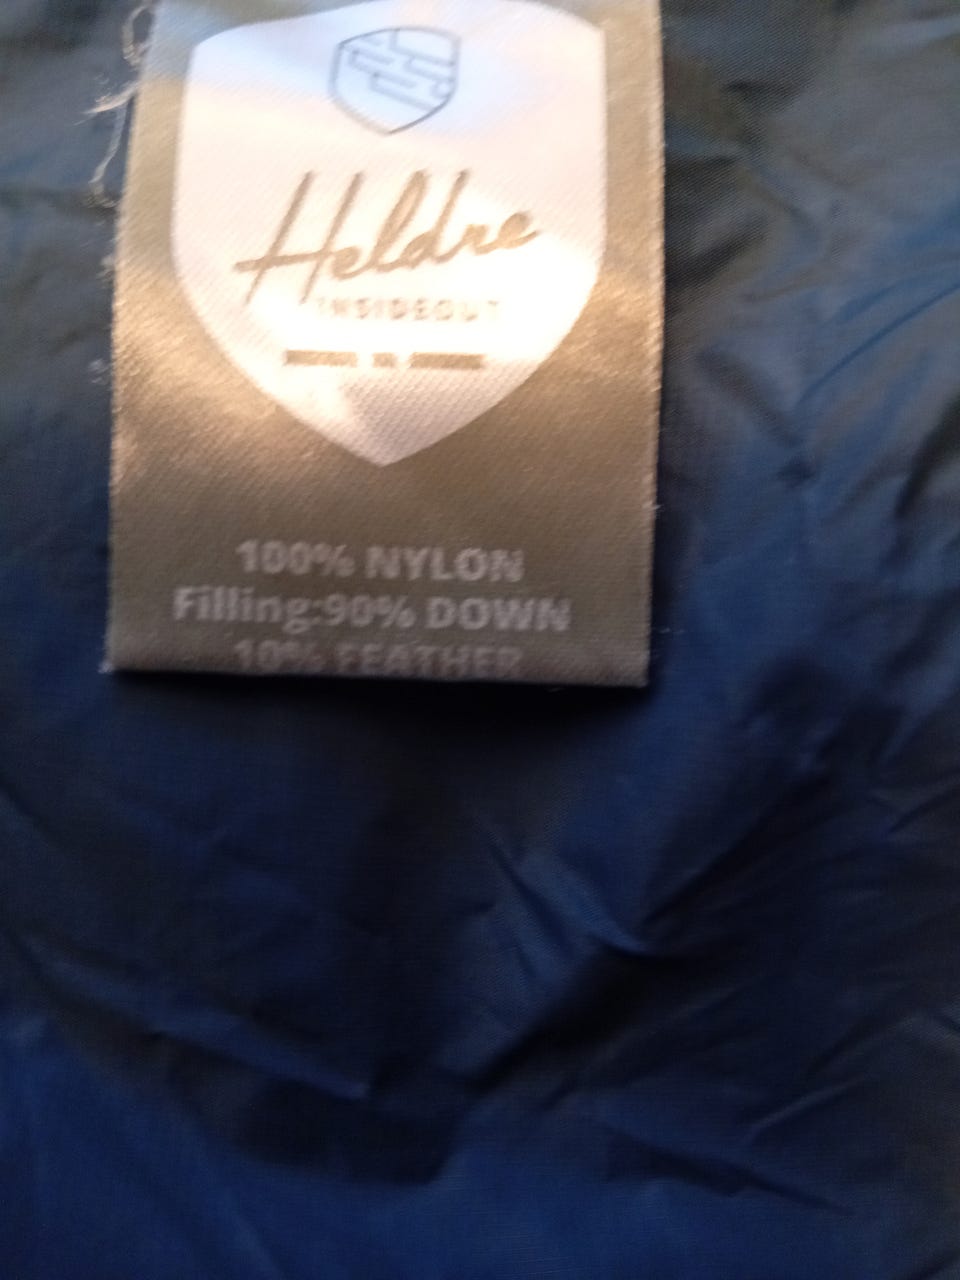 Heldre
INSIDEOUT
100% NYLON
Filling:90% DOWN
10% FEATHER